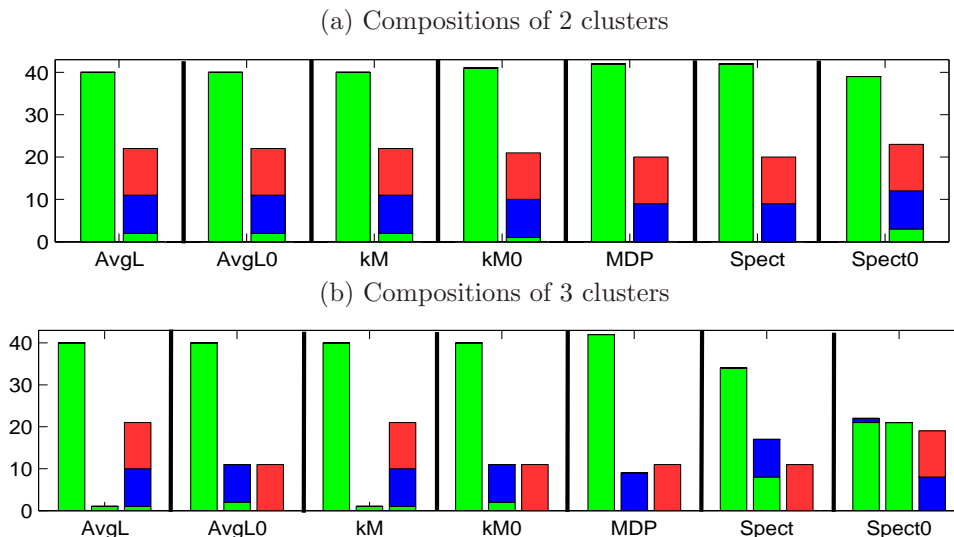 (a) Compositions of 2 clusters
40
30
20
10
0
AvgL AvgL0 kM kM0 MDP Spect Spect0
(b) Compositions of 3 clusters
40
30
20
10
0
AvgL AvgL0 kM kM0 MDP Spect Spect0